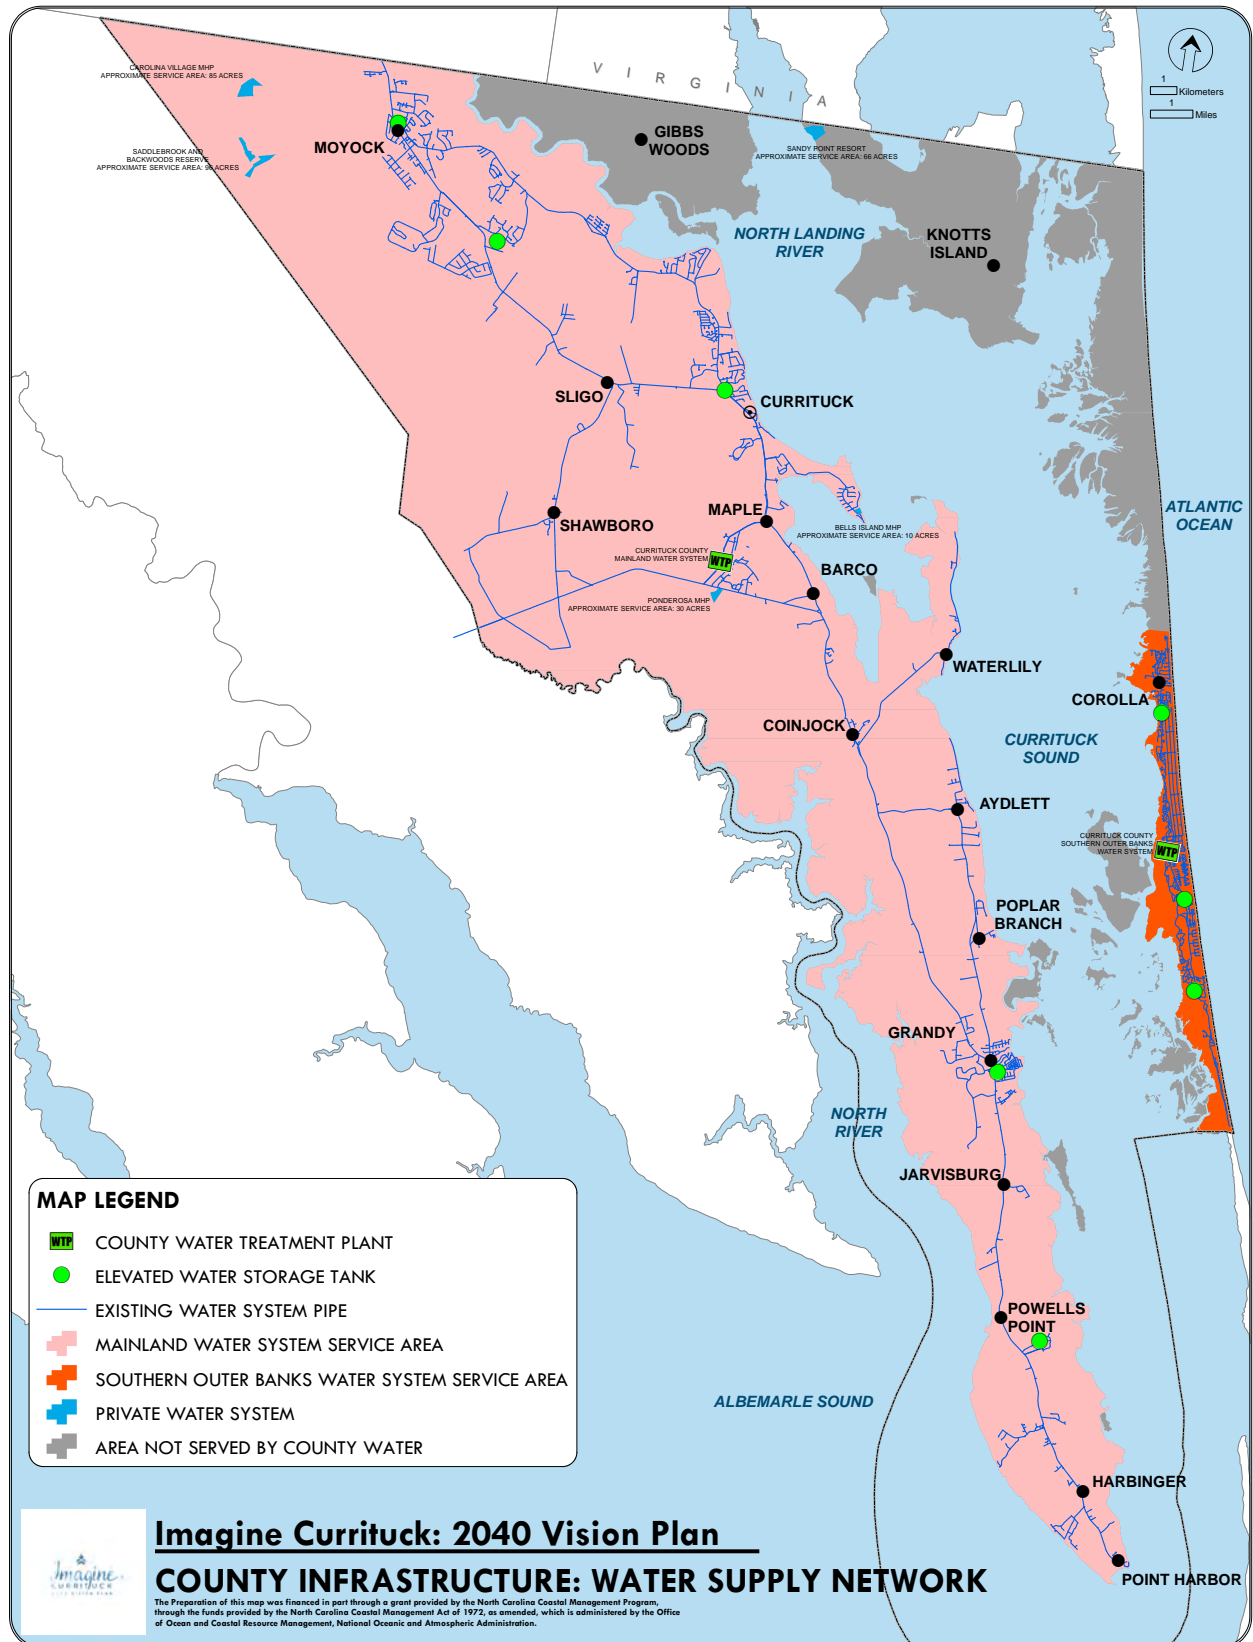 VIRGINIA
1
Kilometers
1
Miles
CAROLINA VILLAGE MHP
APPROXIMATE SERVICE AREA: 85 ACRES
MOYOCK
SADDLEBROOK AND
BACKWOODS RESERVE
APPROXIMATE SERVICE AREA: 96 ACRES
GIBBS
WOODS
SANDY POINT RESORT
APPROXIMATE SERVICE AREA: 66 ACRES
NORTH LANDING
RIVER
KNOTTS
ISLAND
SLIGO
CURRITUCK
SHAWBORO
MAPLE
BELLS ISLAND MHP
APPROXIMATE SERVICE AREA: 10 ACRES
ATLANTIC
OCEAN
CURRITUCK COUNTY
MAINLAND WATER SYSTEM
WTP
BARCO
PONDEROSA MHP
APPROXIMATE SERVICE AREA: 30 ACRES
WATERLILY
COROLLA
COINJOCK
CURRITUCK
SOUND
AYDLETT
CURRITUCK COUNTY
SOUTHERN OUTER BANKS
WATER SYSTEM
WTP
POPLAR
BRANCH
GRANDY
NORTH
RIVER
JARVISBURG
POWELLS
POINT
ALBEMARLE SOUND
HARBINGER
POINT HARBOR
MAP LEGEND
WTP COUNTY WATER TREATMENT PLANT
ELEVATED WATER STORAGE TANK
EXISTING WATER SYSTEM PIPE
MAINLAND WATER SYSTEM SERVICE AREA
SOUTHERN OUTER BANKS WATER SYSTEM SERVICE AREA
PRIVATE WATER SYSTEM
AREA NOT SERVED BY COUNTY WATER
Imagine
CURRITUCK
Imagine Currituck: 2040 Vision Plan
COUNTY INFRASTRUCTURE: WATER SUPPLY NETWORK
The Preparation of this map was financed in part through a grant provided by the North Carolina Coastal Management Program,
through the funds provided by the North Carolina Coastal Management Act of 1972, as amended, which is administered by the Office
of Ocean and Coastal Resource Management, National Oceanic and Atmospheric Administration.